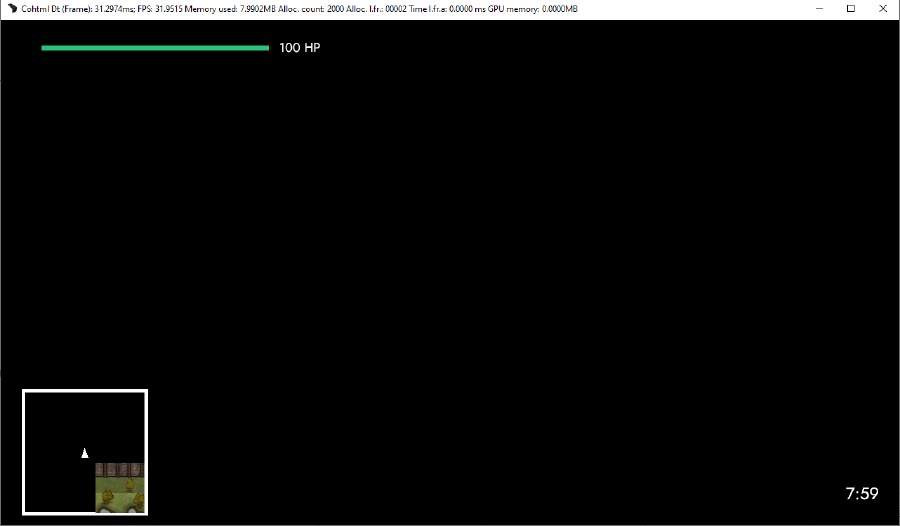 Cohtml Dt (Frame): 31.2974ms; FPS: 31.9515 Memory used: 7.9902MB Alloc. count: 2000 Alloc. l.fr.: 00002 Time l.fr.a: 0.0000 ms GPU memory: 0.0000MB
100 HP
7:59